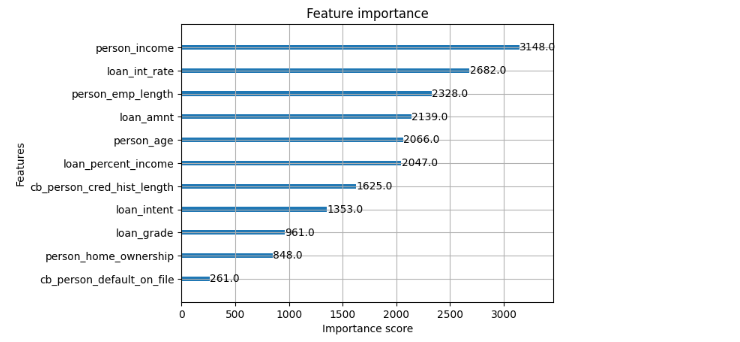 Feature importance
person_income 3148.0
loan_int_rate 2682.0
person_emp_length 2328.0
loan_amnt 2139.0
person_age 2066.0
loan_percent_income 2047.0
cb_person_cred_hist_length 1625.0
loan_intent 1353.0
loan_grade 961.0
person_home_ownership 848.0
cb_person_default_on_file 261.0
Features
0 500 1000 1500 2000 2500 3000
Importance score